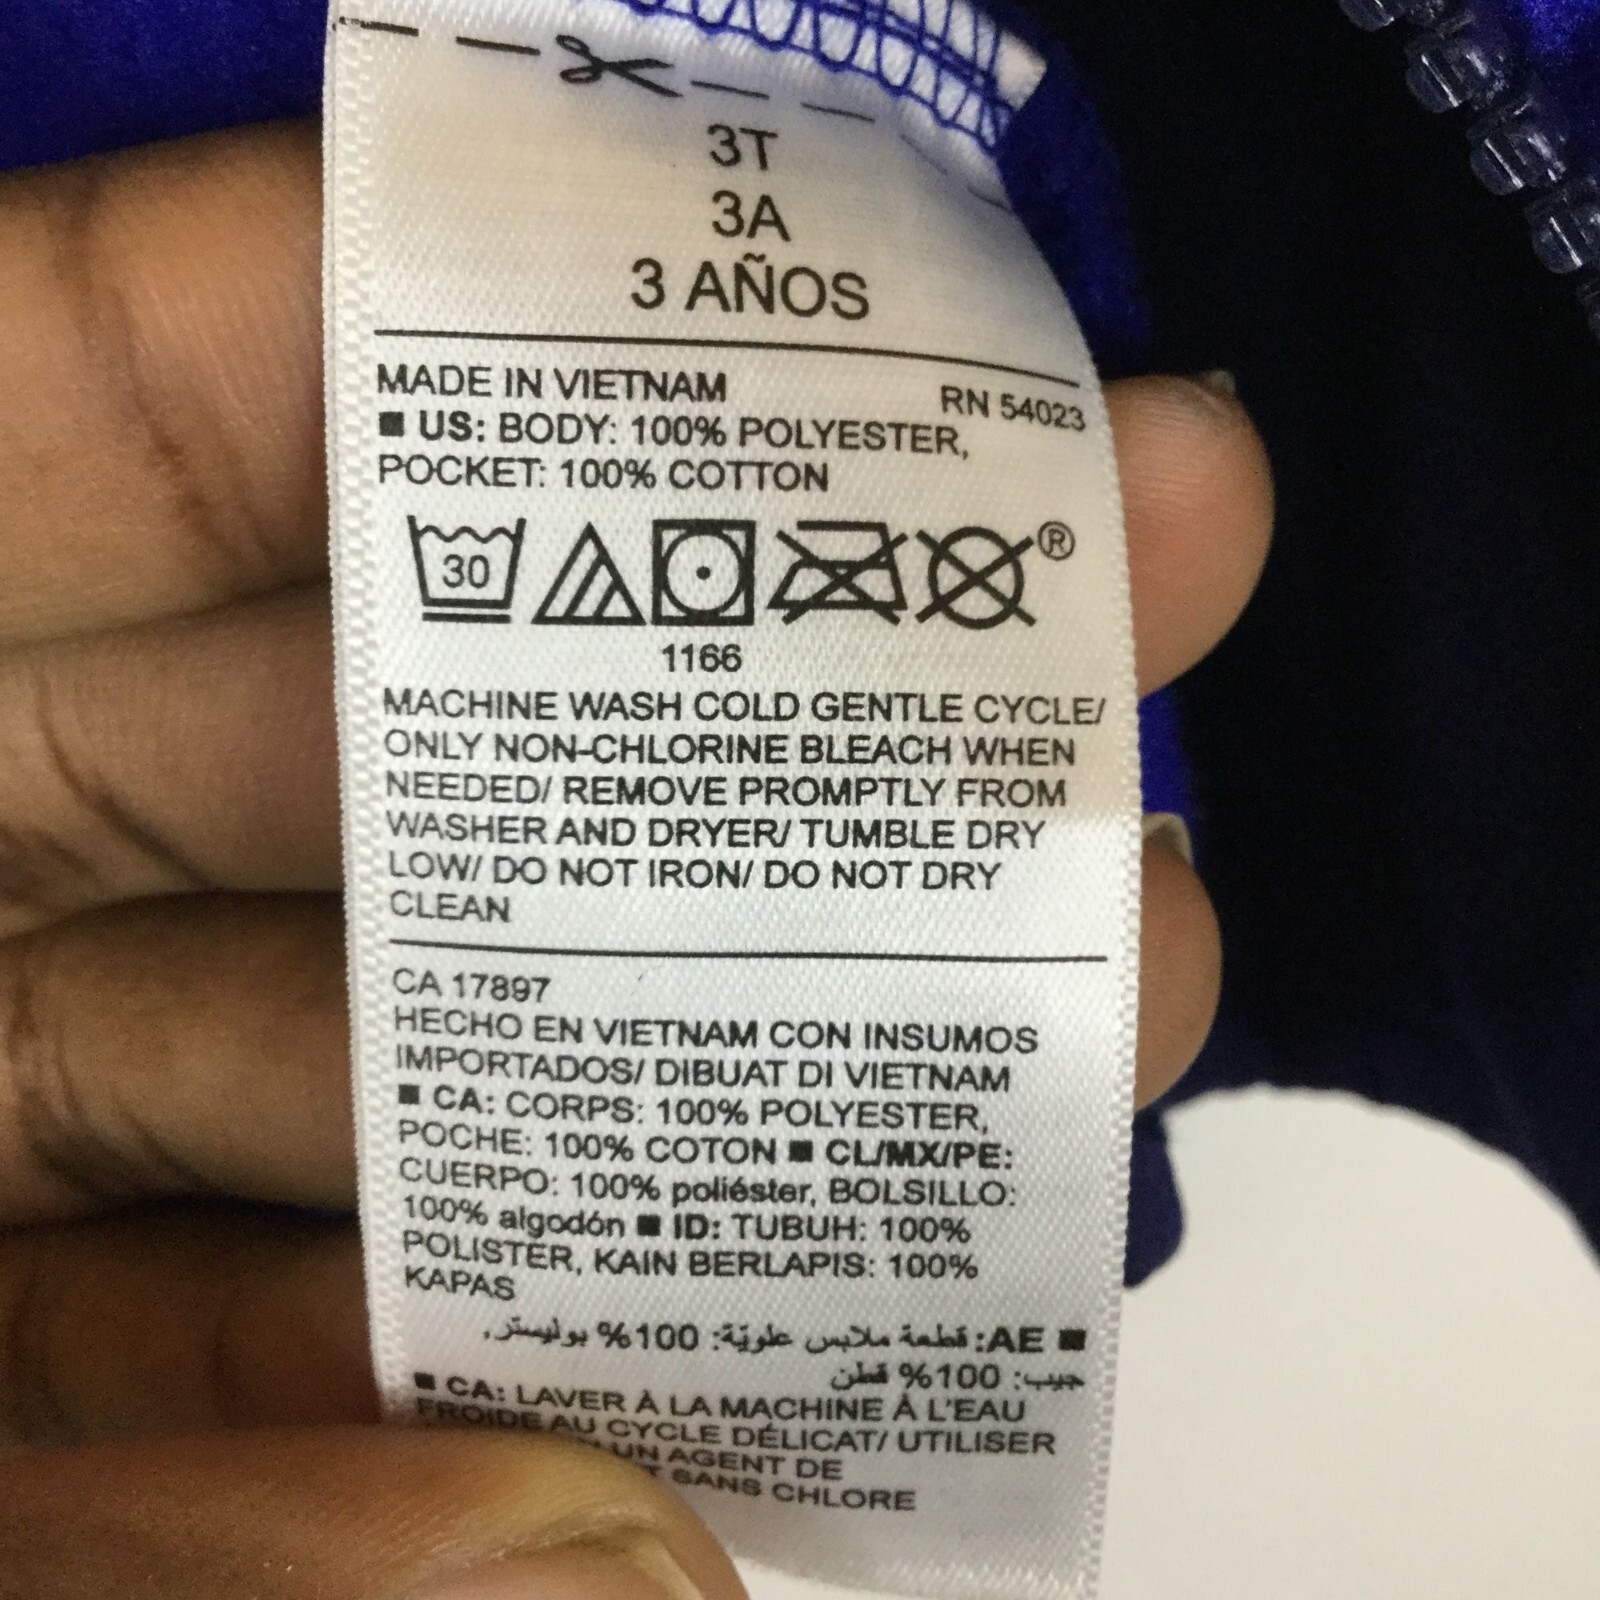 3T
3A
3 AÑOS
MADE IN VIETNAM RN 54023
■ US: BODY: 100% POLYESTER,
POCKET: 100% COTTON
30 ®
1166
MACHINE WASH COLD GENTLE CYCLE/
ONLY NON-CHLORINE BLEACH WHEN
NEEDED/ REMOVE PROMPTLY FROM
WASHER AND DRYER/ TUMBLE DRY
LOW/ DO NOT IRON/ DO NOT DRY
CLEAN
CA 17897
HECHO EN VIETNAM CON INSUMOS
IMPORTADOS/ DIBUAT DI VIETNAM
■ CA: CORPS: 100% POLYESTER,
POCHE: 100% COTON ■ CL/MX/PE:
CUERPO: 100% poliéster, BOLSILLO:
100% algodón ■ ID: TUBUH: 100%
POLISTER, KAIN BERLAPIS: 100%
KAPAS
■ AE: قطعة ملابس علويّة: 100% بوليستر,
جيب: 100% قطن
■ CA: LAVER À LA MACHINE À L'EAU
FROIDE AU CYCLE DÉLICAT/ UTILISER
UN AGENT DE
SANS CHLORE